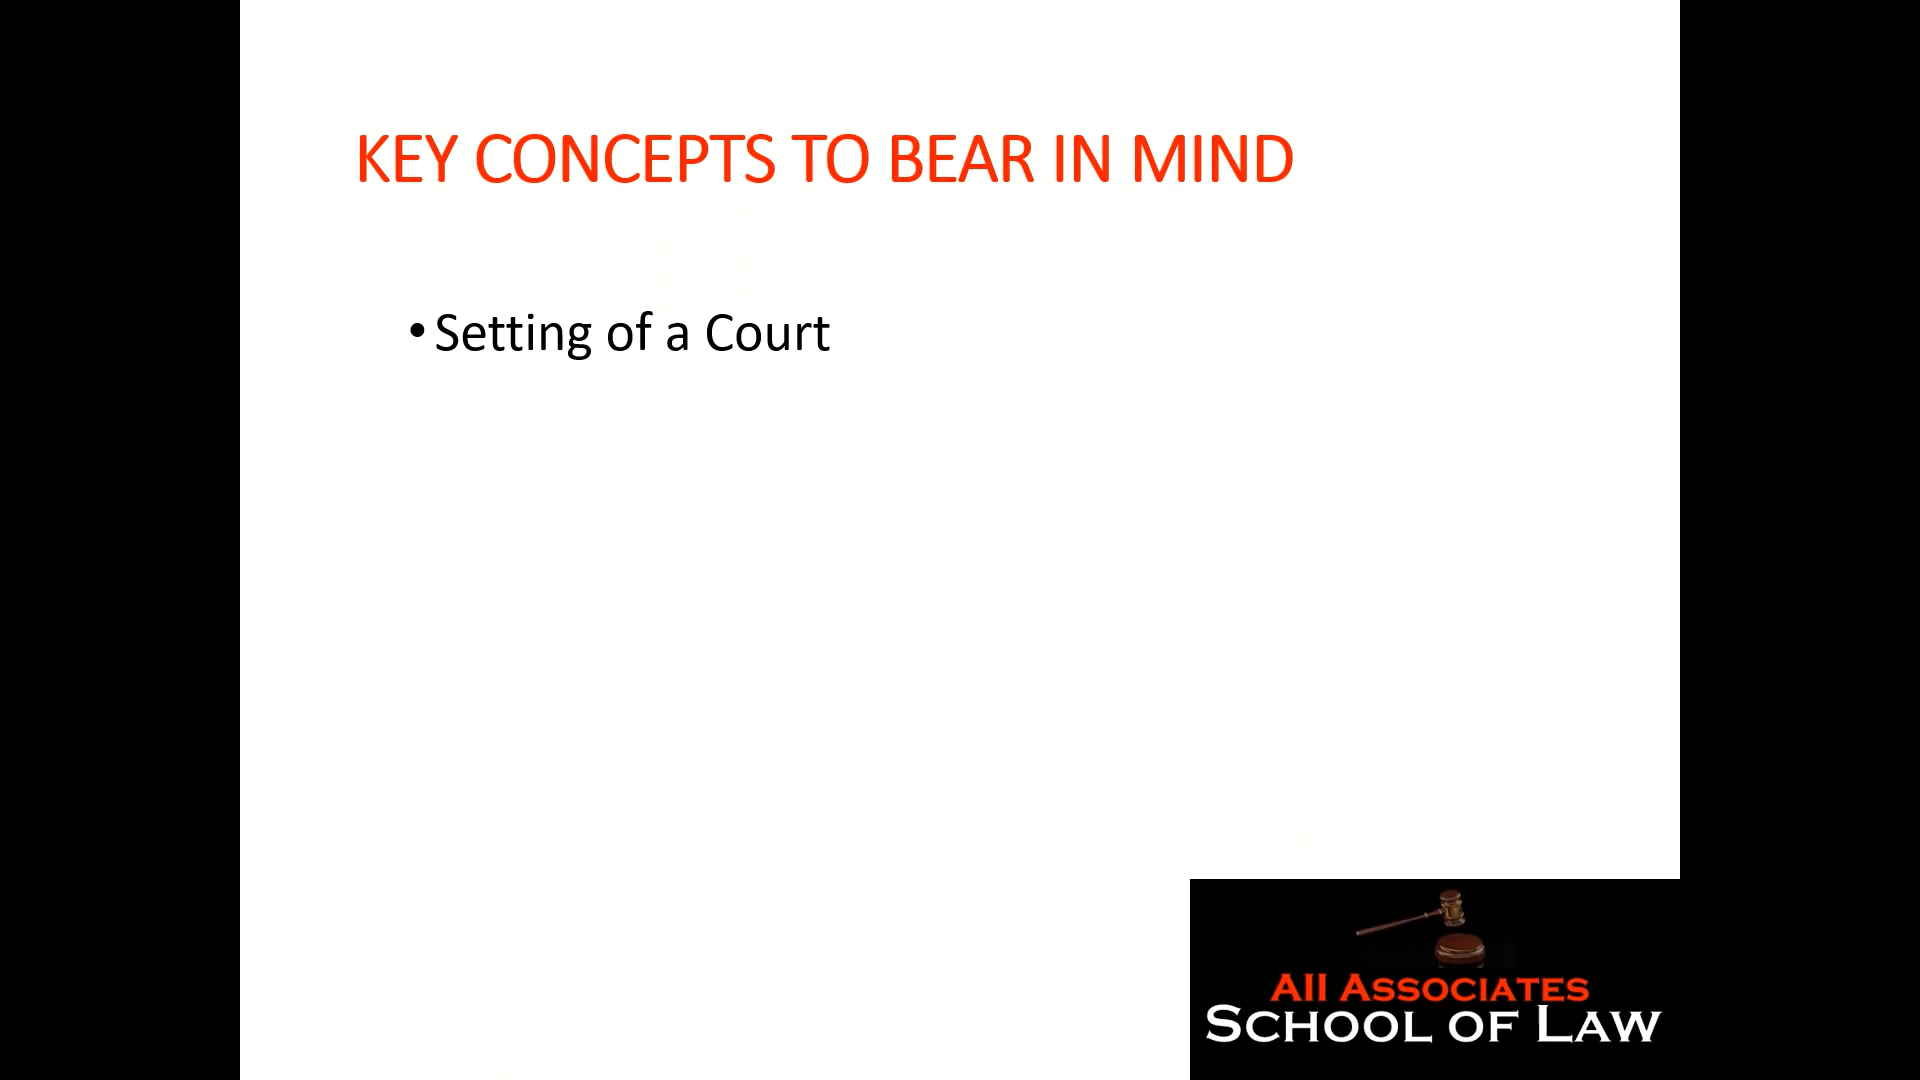 KEY CONCEPTS TO BEAR IN MIND
• Setting of a Court
All Associates
School of Law